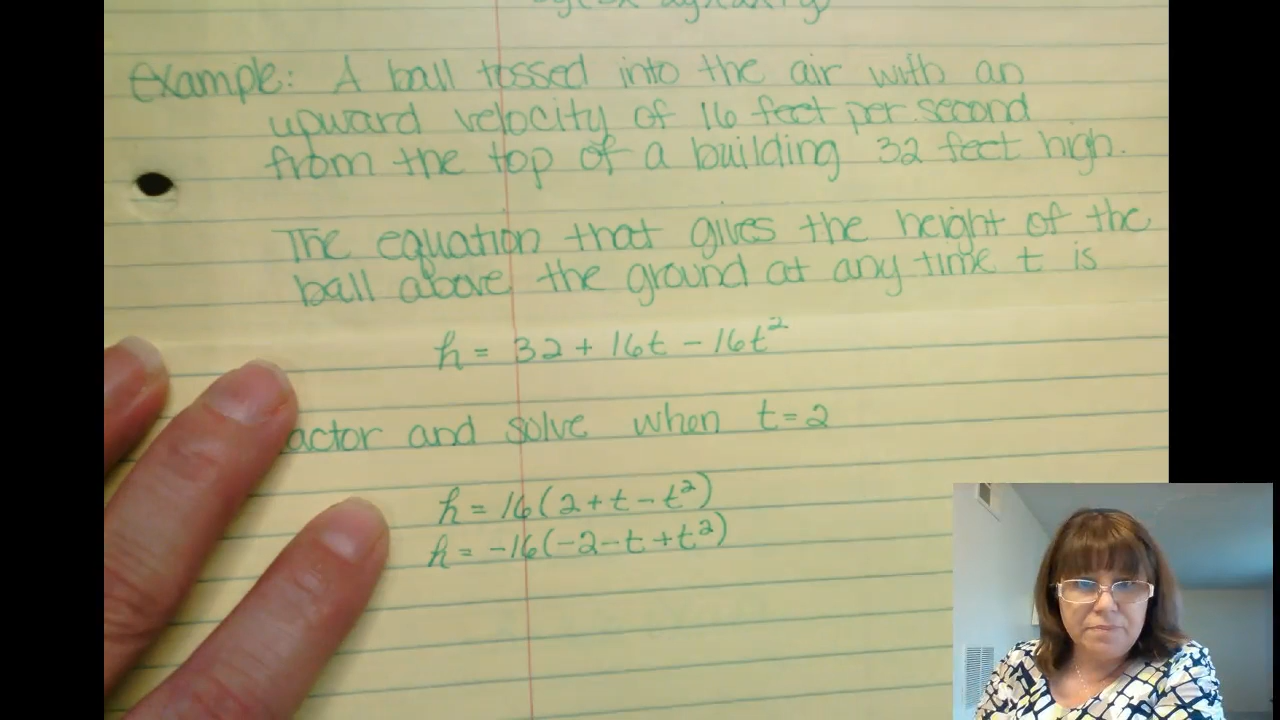 Example: A ball tossed into the air with an
upward velocity of 16 feet per second
from the top of a building 32 feet high.
The equation that gives the height of the
ball above the ground at any time t is
h = 32 + 16t - 16t²
actor and solve when t=2
h = 16(2+t-t²)
h = -16(-2-t+t²)